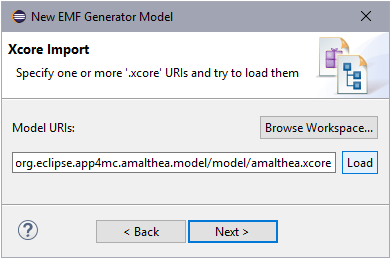 New EMF Generator Model
Xcore Import
Specify one or more '.xcore' URIs and try to load them
Model URIs:
Browse Workspace...
org.eclipse.app4mc.amalthea.model/model/amalthea.xcore
Load
?
< Back
Next >